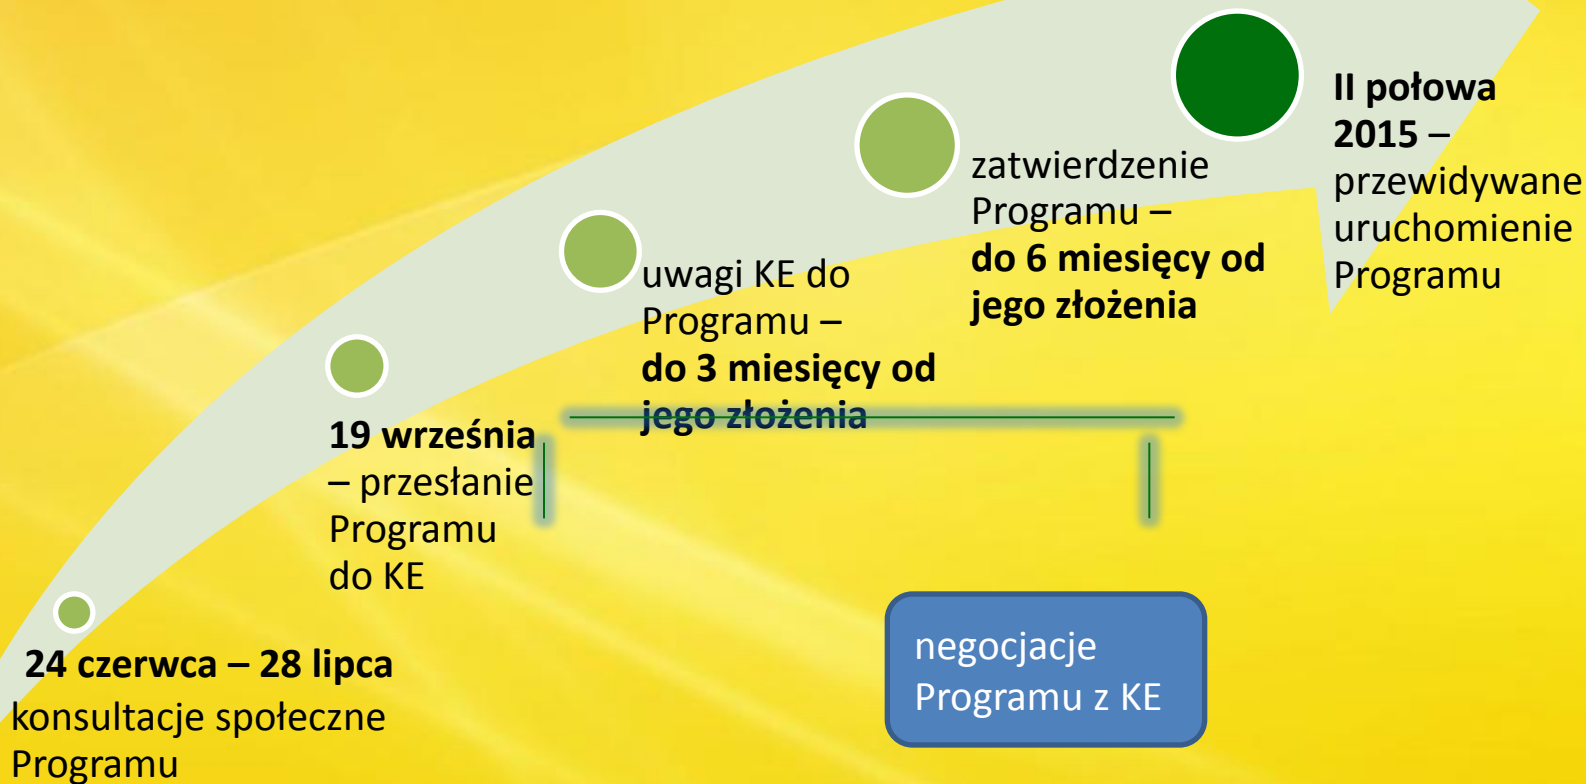 24 czerwca – 28 lipca
konsultacje społeczne
Programu
19 września
– przesłanie
Programu
do KE
uwagi KE do
Programu –
do 3 miesięcy od
jego złożenia
zatwierdzenie
Programu –
do 6 miesięcy od
jego złożenia
II połowa
2015 –
przewidywane
uruchomienie
Programu
negocjacje
Programu z KE